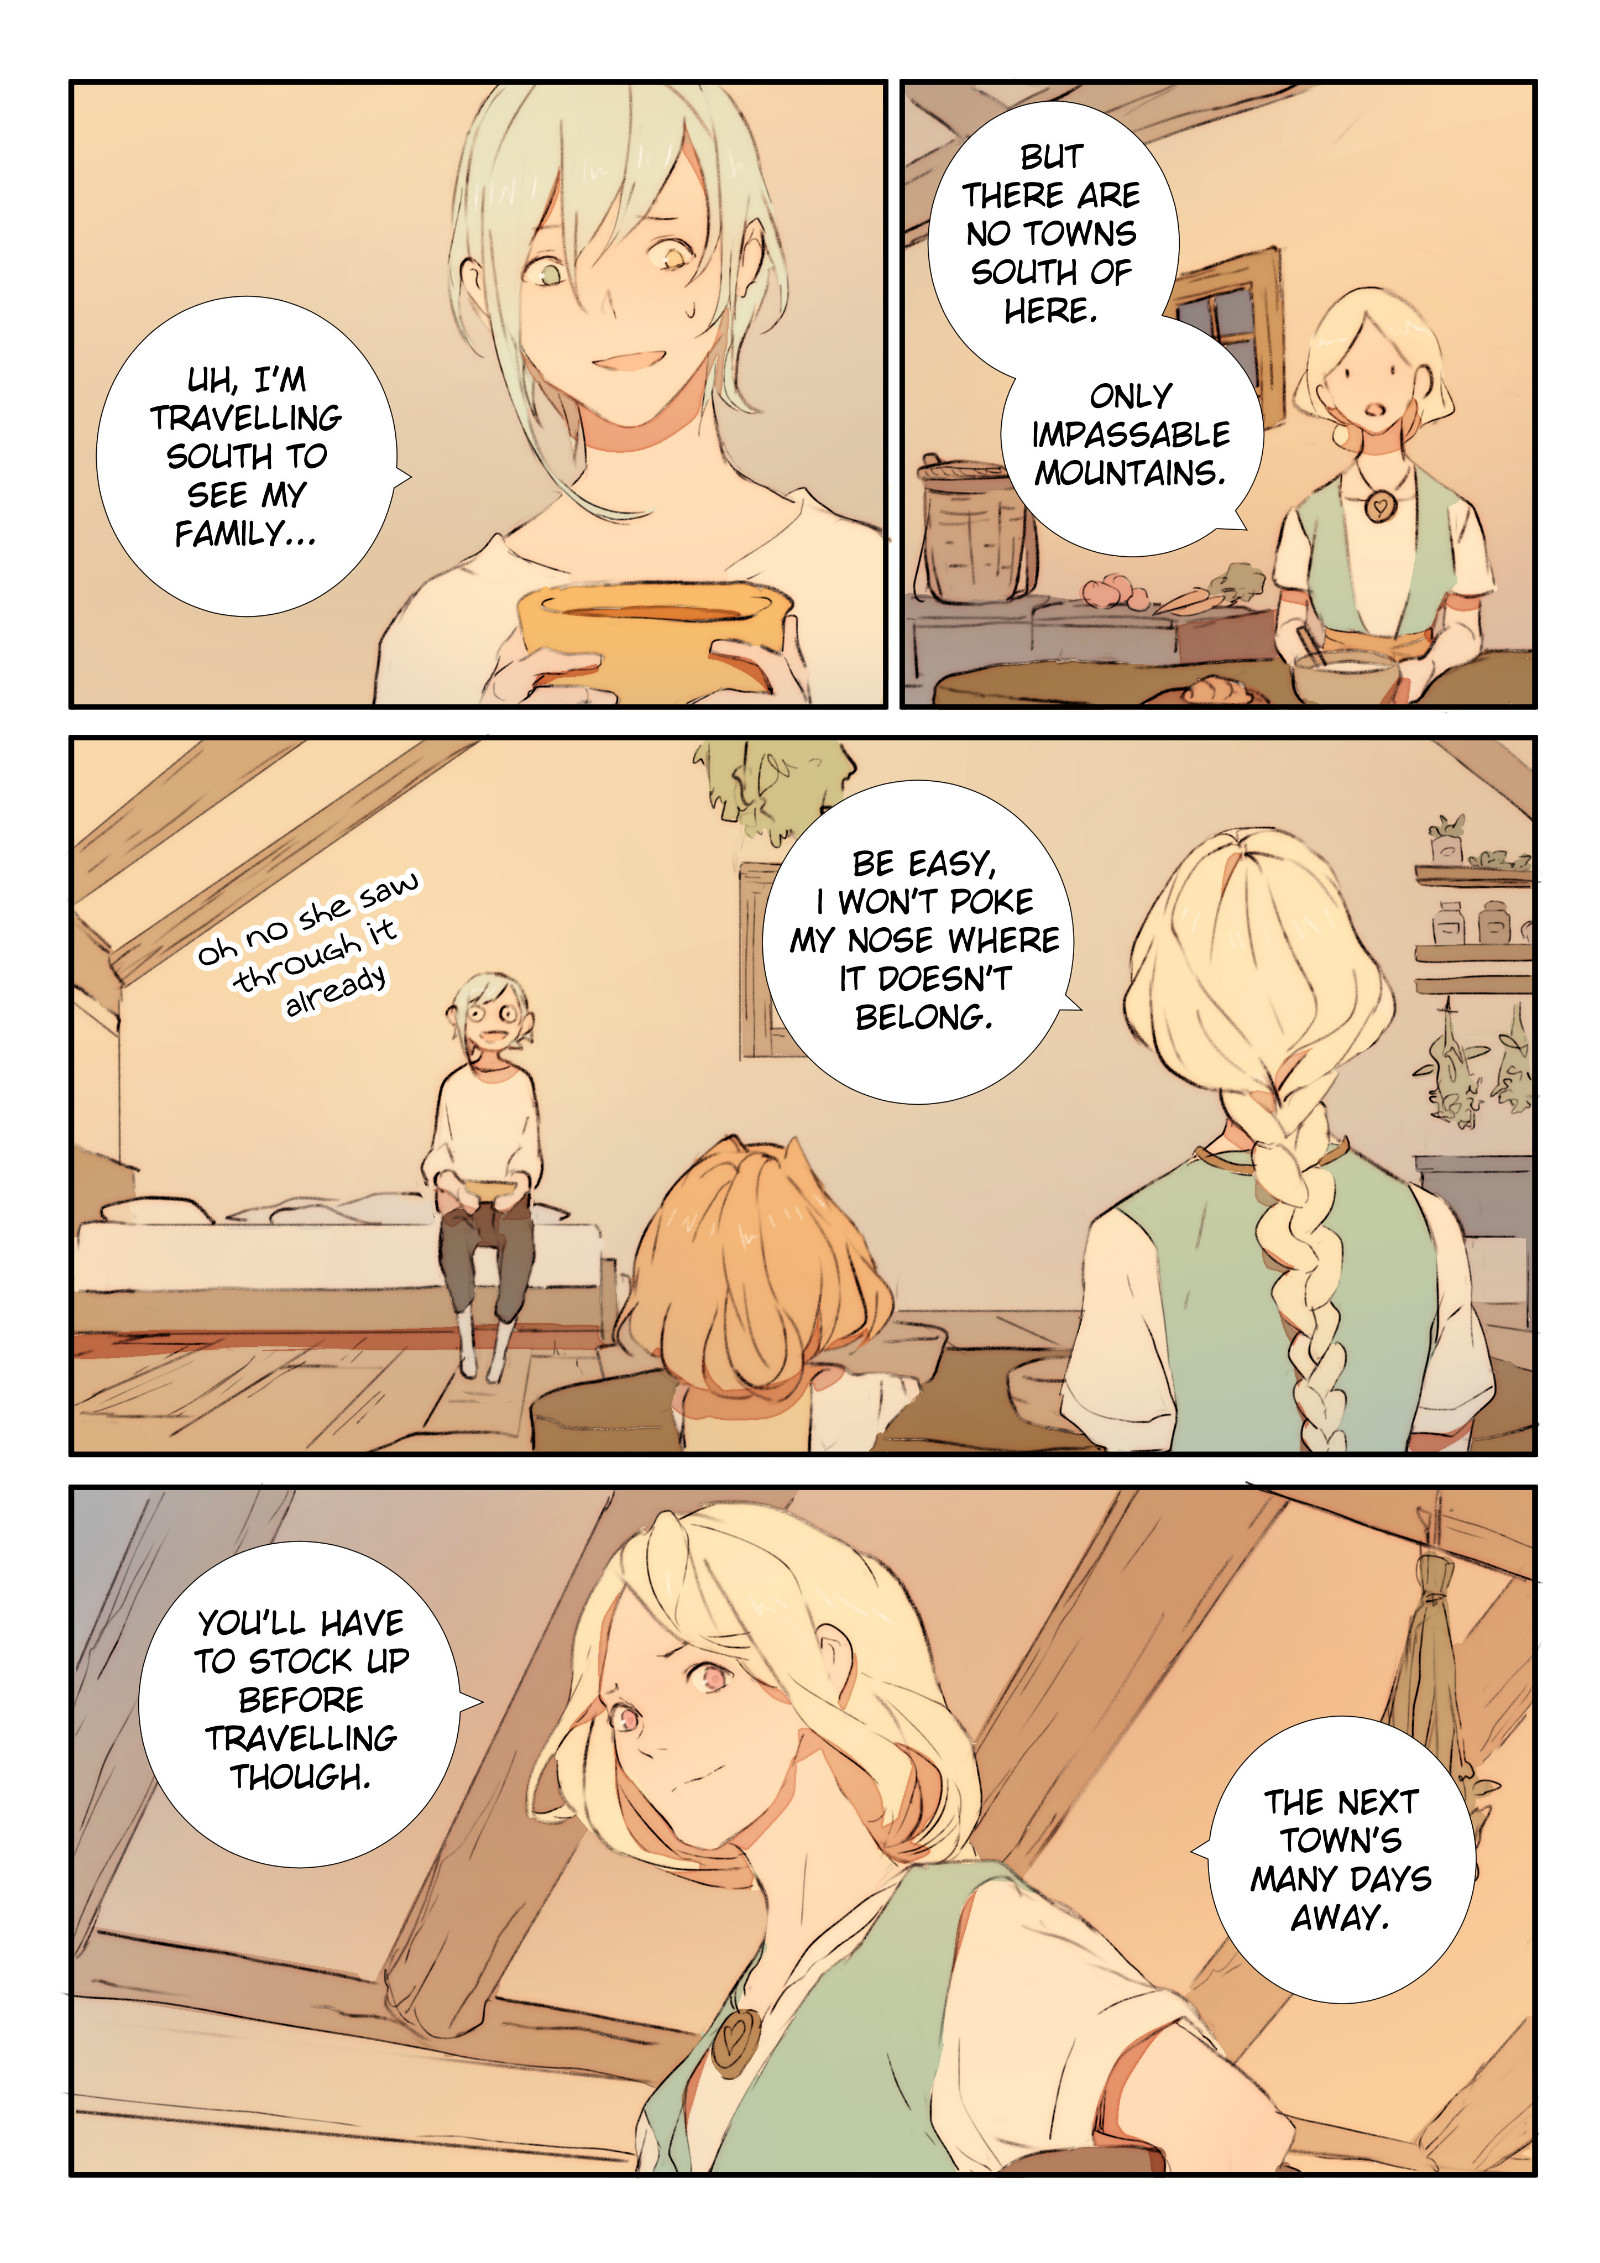 UH, I'M
TRAVELLING
SOUTH TO
SEE MY
FAMILY...
BUT
THERE ARE
NO TOWNS
SOUTH OF
HERE.
ONLY
IMPASSABLE
MOUNTAINS.
oh no she saw
through it
already
BE EASY,
I WON'T POKE
MY NOSE WHERE
IT DOESN'T
BELONG.
YOU'LL HAVE
TO STOCK UP
BEFORE
TRAVELLING
THOUGH.
THE NEXT
TOWN'S
MANY DAYS
AWAY.